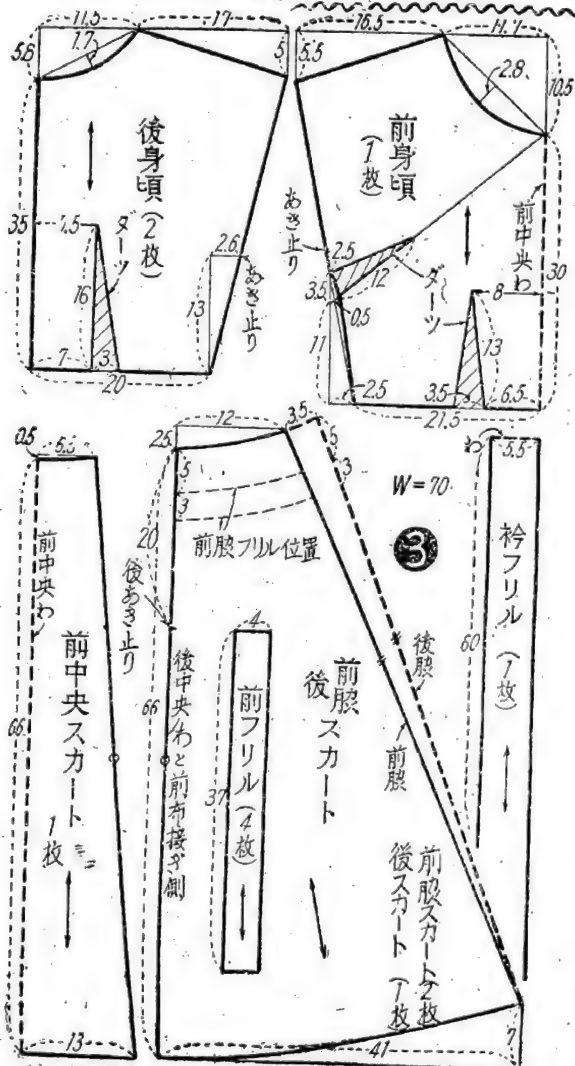 11.5
17
5.6
1.7
5
後身頃(2枚)
35
1.5
ダーツ
16
7
3
20
2.6
13
あき止り
16.5
11.7
5.5
2.8
10.5
前身頃
(1枚)
あき止り
前中央わ
2.5
12
ダーツ
3.5
0.5
11
2.5
8
13
3.5
6.5
21.5
30
0.5
5.5
前中央わ
66
前中央スカート
1枚
13
12
2.5
3.5
5
3
5
3
前脇フリル位置
20
後あき止り
66
後中央わと前布接ぎ側
4
37
前フリル(4枚)
前脇
後スカート
後脇
前脇
前脇スカート2枚
後スカート(1枚)
41
7
W=70
3
わ
5.5
60
衿フリル(1枚)